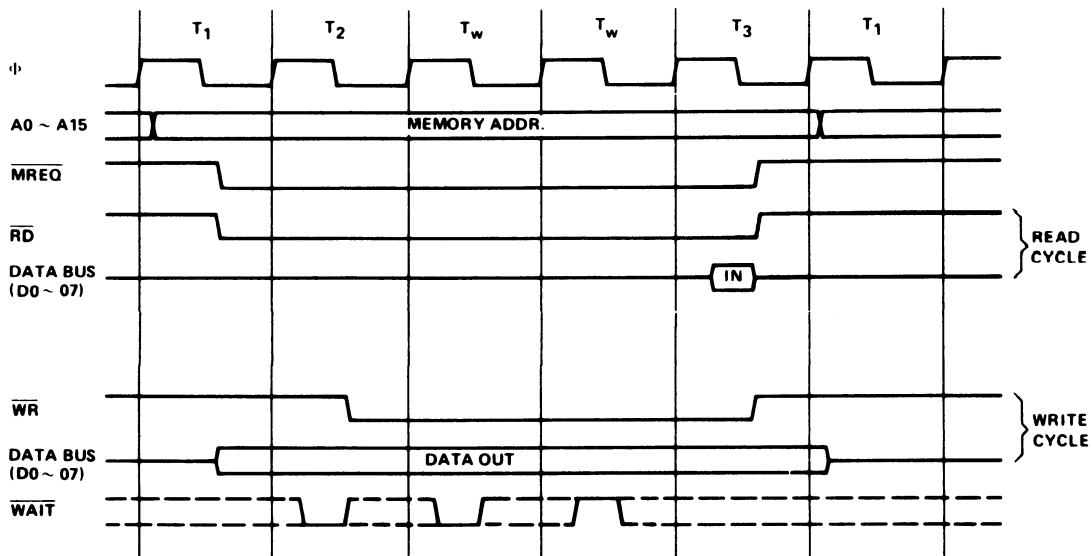 T1 T2 Tw Tw T3 T1
Φ
A0 ~ A15 MEMORY ADDR.
MREQ
RD
READ
CYCLE
DATA BUS
(D0 ~ 07)
IN
WR
WRITE
CYCLE
DATA BUS
(D0 ~ 07)
DATA OUT
WAIT